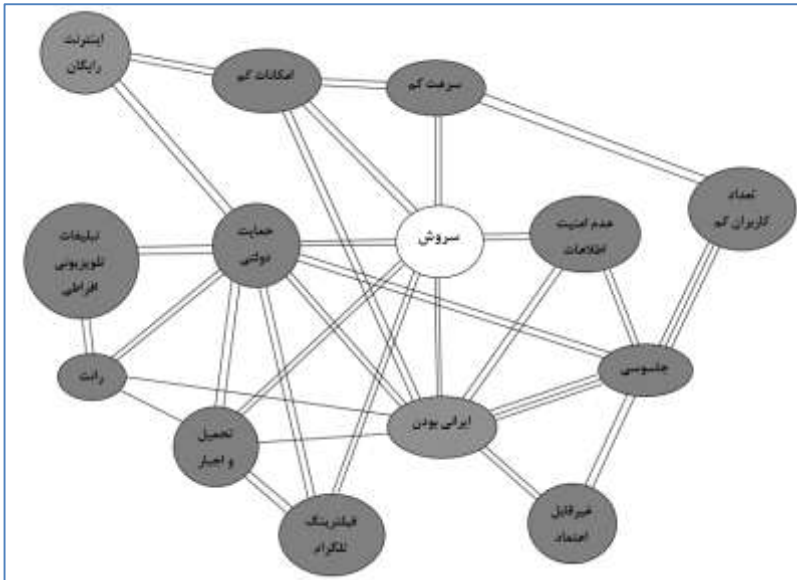 اینترنت
رایگان
امکانات کم
سرعت کم
تعداد
کاربران کم
تبلیغات
تلویزیونی
افراطی
حمایت
دولتی
سروش
عدم امنیت
اطلاعات
رانت
جاسوسی
تحمیل
و اجبار
ایرانی بودن
فیلترینگ
تلگرام
غیرقابل
اعتماد